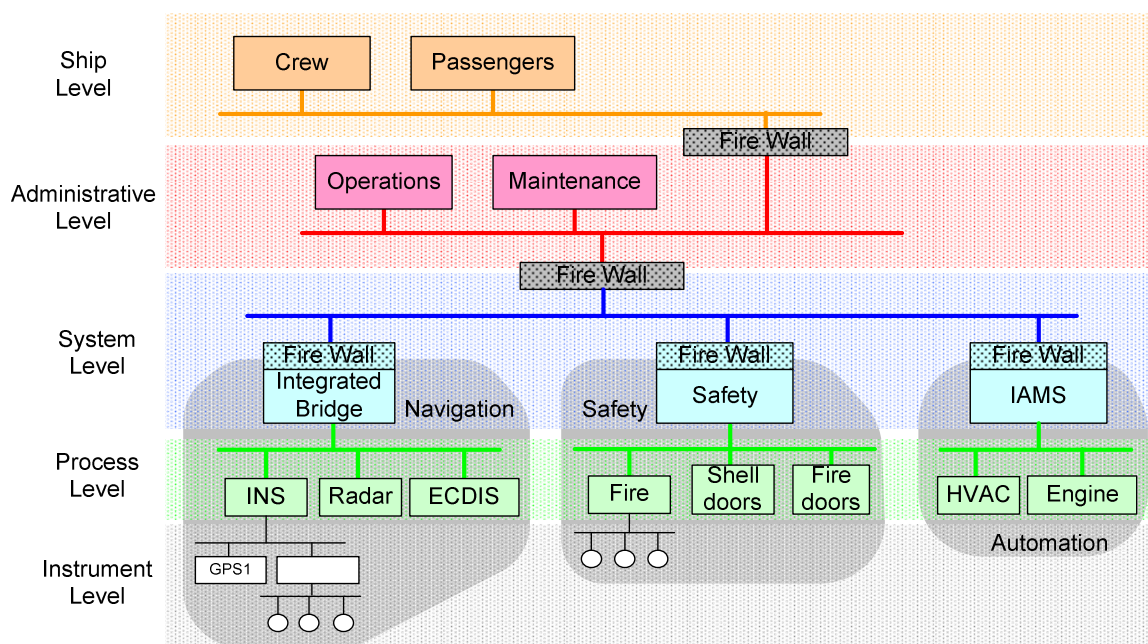 Ship
Level
Crew
Passengers
Fire Wall
Administrative
Level
Operations
Maintenance
Fire Wall
System
Level
Fire Wall
Integrated
Bridge
Navigation
Fire Wall
Safety
Safety
Fire Wall
IAMS
Process
Level
INS
Radar
ECDIS
Fire
Shell
doors
Fire
doors
HVAC
Engine
Automation
Instrument
Level
GPS1